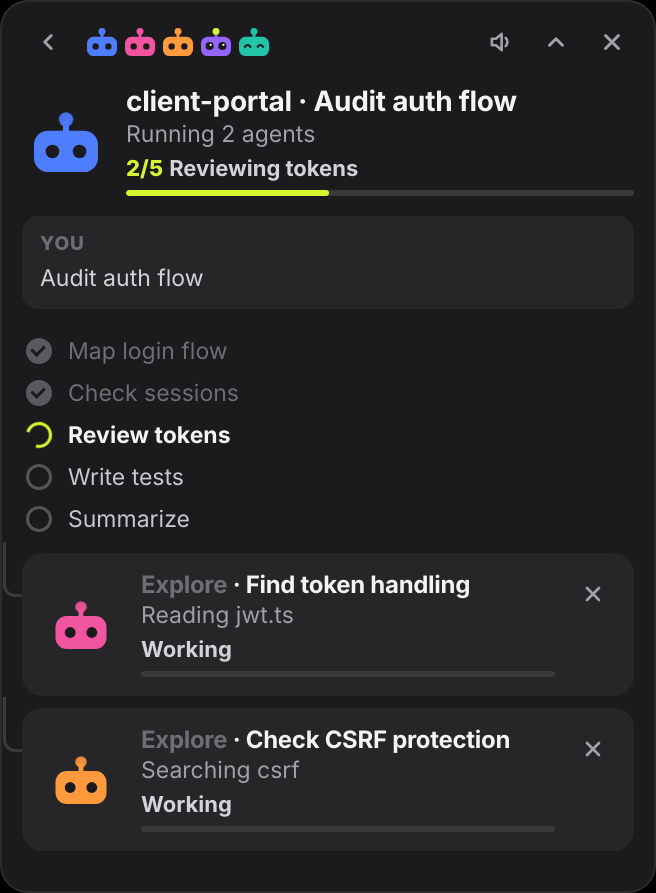 client-portal · Audit auth flow
Running 2 agents
2/5 Reviewing tokens
YOU
Audit auth flow
Map login flow
Check sessions
Review tokens
Write tests
Summarize
Explore · Find token handling
Reading jwt.ts
Working
Explore · Check CSRF protection
Searching csrf
Working